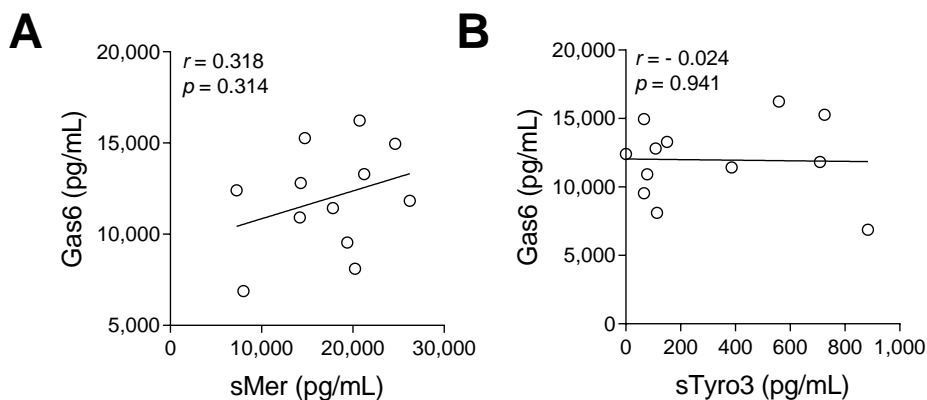 A
20,000
15,000
10,000
5,000
Gas6 (pg/mL)
r = 0.318
p = 0.314
0
10,000
20,000
30,000
sMer (pg/mL)
B
20,000
15,000
10,000
5,000
0
Gas6 (pg/mL)
r = - 0.024
p = 0.941
0
200
400
600
800
1,000
sTyro3 (pg/mL)